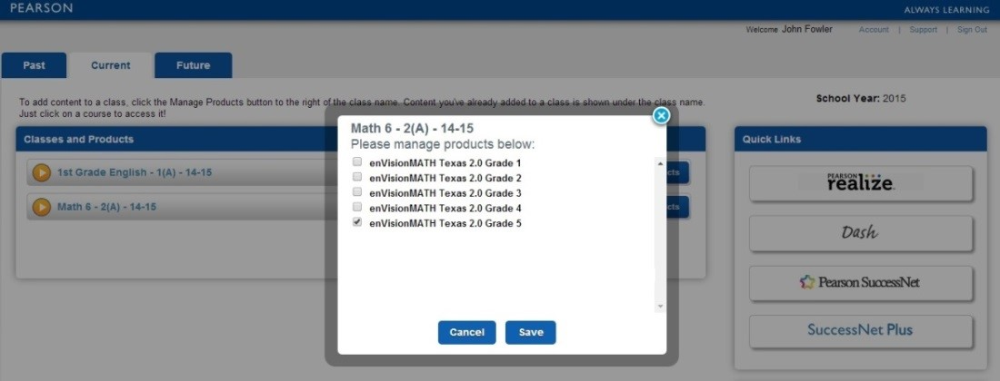 PEARSON
ALWAYS LEARNING
Welcome John Fowler Account | Support | Sign Out
Past Current Future
To add content to a class, click the Manage Products button to the right of the class name. Content you've already added to a class is shown under the class name.
Just click on a course to access it!
School Year: 2015
Classes and Products
1st Grade English - 1(A) - 14-15
cts
Math 6 - 2(A) - 14-15
cts
Math 6 - 2(A) - 14-15
Please manage products below:
enVisionMATH Texas 2.0 Grade 1
enVisionMATH Texas 2.0 Grade 2
enVisionMATH Texas 2.0 Grade 3
enVisionMATH Texas 2.0 Grade 4
enVisionMATH Texas 2.0 Grade 5
Cancel Save
Quick Links
PEARSON
realize
Dash
Pearson SuccessNet
SuccessNet Plus